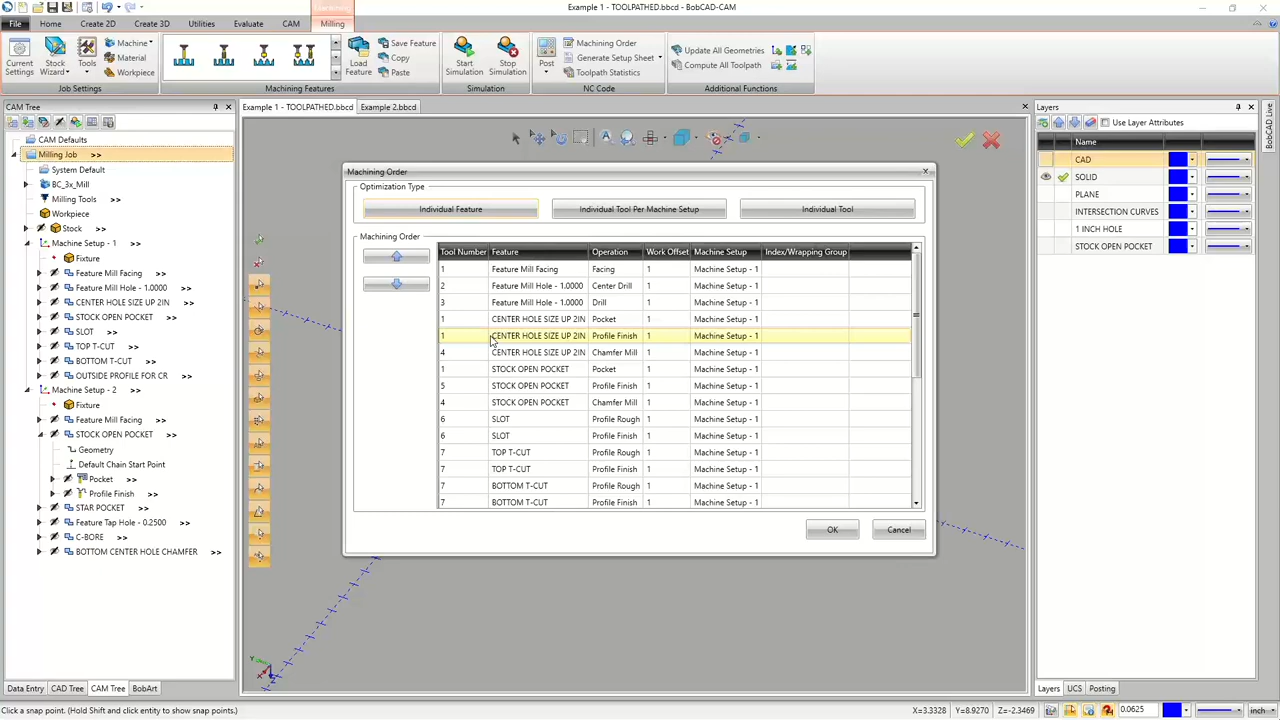 Example 1 - TOOLPATHED.bbcd - BobCAD-CAM
File Home Create 2D Create 3D Utilities Evaluate CAM Milling
Current Settings Stock Wizard Tools Machine Material Workpiece
Job Settings
Machining Features
Load Feature Save Feature Copy Paste
Start Simulation Stop Simulation
Simulation
Post Machining Order Generate Setup Sheet Toolpath Statistics
NC Code
Update All Geometries Compute All Toolpath
Additional Functions
CAM Tree
Example 1 - TOOLPATHED.bbcd Example 2.bbcd
CAM Defaults
Milling Job >>
System Default
BC_3x_Mill
Milling Tools >>
Workpiece
Stock >>
Machine Setup - 1 >>
Fixture
Feature Mill Facing >>
Feature Mill Hole - 1.0000 >>
CENTER HOLE SIZE UP 2IN >>
STOCK OPEN POCKET >>
SLOT >>
TOP T-CUT >>
BOTTOM T-CUT >>
OUTSIDE PROFILE FOR CR >>
Machine Setup - 2 >>
Fixture
Feature Mill Facing >>
STOCK OPEN POCKET >>
Geometry
Default Chain Start Point
Pocket >>
Profile Finish >>
STAR POCKET >>
Feature Tap Hole - 0.2500 >>
C-BORE >>
BOTTOM CENTER HOLE CHAMFER >>
Data Entry CAD Tree CAM Tree BobArt
Machining Order
Optimization Type
Individual Feature Individual Tool Per Machine Setup Individual Tool
Machining Order
Tool Number Feature Operation Work Offset Machine Setup Index/Wrapping Group
1 Feature Mill Facing Facing 1 Machine Setup - 1
2 Feature Mill Hole - 1.0000 Center Drill 1 Machine Setup - 1
3 Feature Mill Hole - 1.0000 Drill 1 Machine Setup - 1
1 CENTER HOLE SIZE UP 2IN Pocket 1 Machine Setup - 1
1 CENTER HOLE SIZE UP 2IN Profile Finish 1 Machine Setup - 1
4 CENTER HOLE SIZE UP 2IN Chamfer Mill 1 Machine Setup - 1
1 STOCK OPEN POCKET Pocket 1 Machine Setup - 1
5 STOCK OPEN POCKET Profile Finish 1 Machine Setup - 1
4 STOCK OPEN POCKET Chamfer Mill 1 Machine Setup - 1
6 SLOT Profile Rough 1 Machine Setup - 1
6 SLOT Profile Finish 1 Machine Setup - 1
7 TOP T-CUT Profile Rough 1 Machine Setup - 1
7 TOP T-CUT Profile Finish 1 Machine Setup - 1
7 BOTTOM T-CUT Profile Rough 1 Machine Setup - 1
7 BOTTOM T-CUT Profile Finish 1 Machine Setup - 1
OK Cancel
Layers
Use Layer Attributes
Name
CAD
SOLID
PLANE
INTERSECTION CURVES
1 INCH HOLE
STOCK OPEN POCKET
BobCAD Live
Layers UCS Posting
Click a snap point. (Hold Shift and click entity to show snap points.)
X=3.3328 Y=8.9270 Z=-2.3469 0.0625 inch